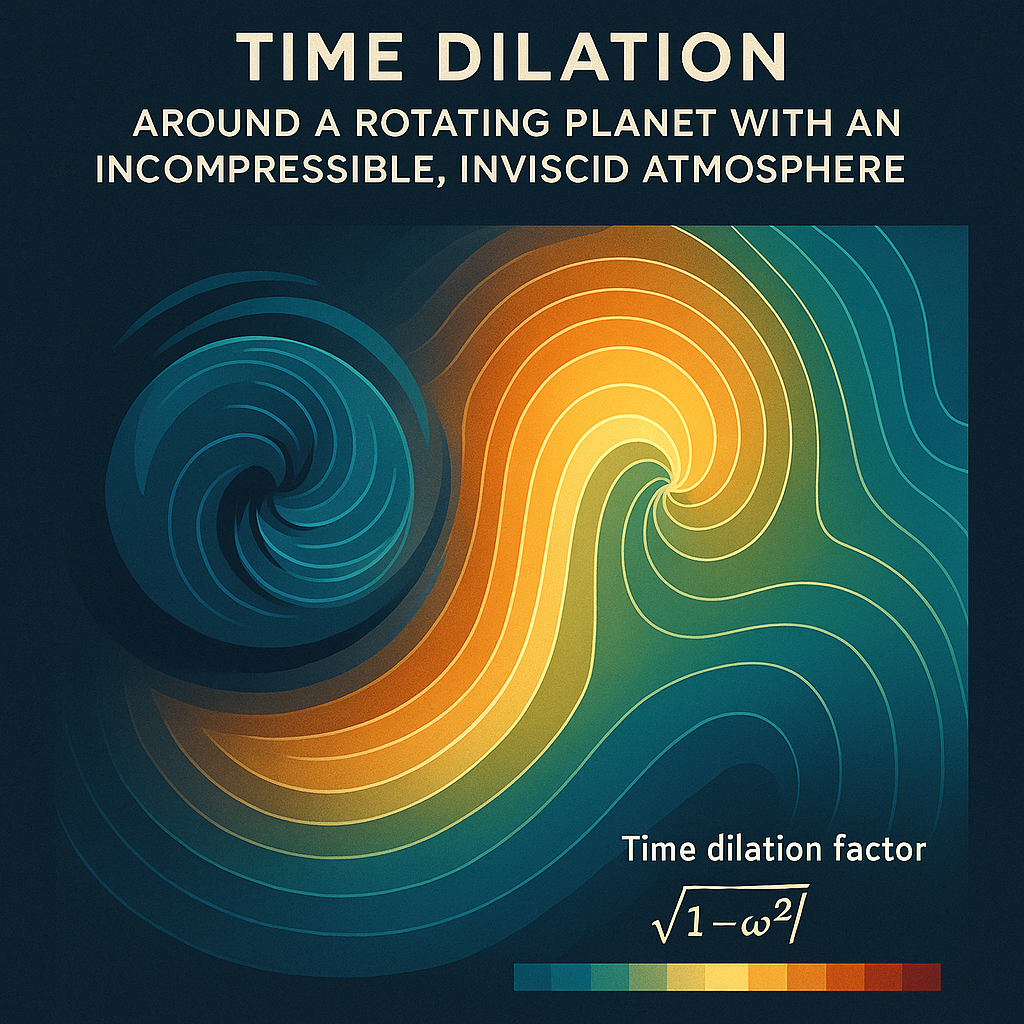 TIME DILATION
AROUND A ROTATING PLANET WITH AN
INCOMPRESSIBLE, INVISCID ATMOSPHERE
Time dilation factor
√1−ω²/